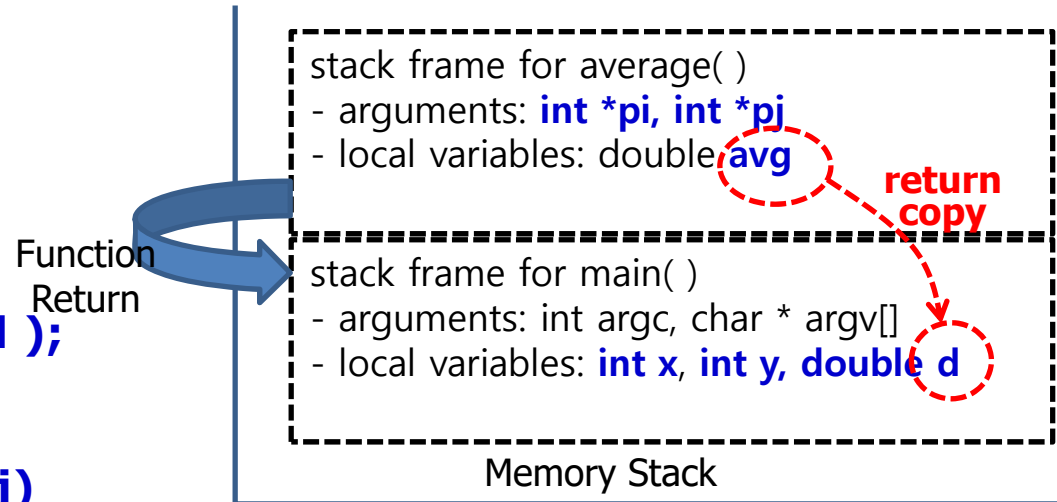 stack frame for average( )
- arguments: int *pi, int *pj
- local variables: double avg
return
copy
Function
Return
stack frame for main( )
- arguments: int argc, char * argv[]
- local variables: int x, int y, double d
);
i)
Memory Stack